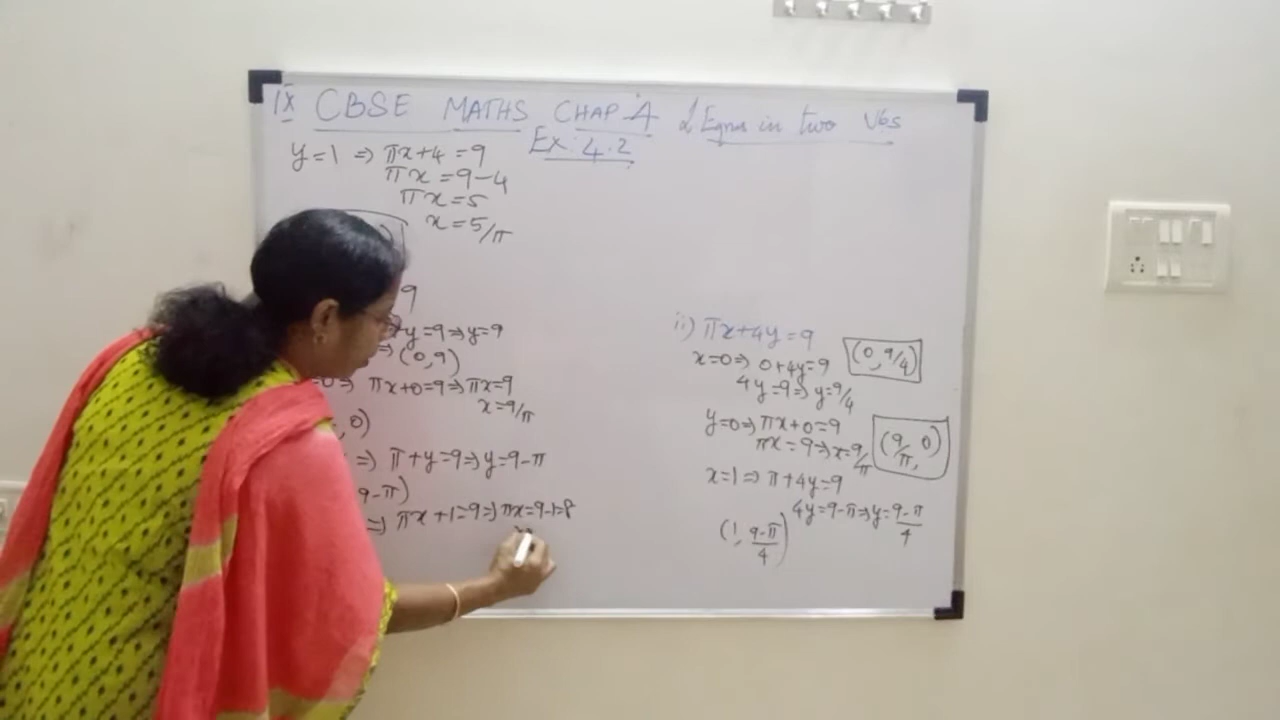 IX CBSE MATHS CHAP 4 L Eqns in two Vbs
Ex: 4.2
y=1 ⇒ πx+4=9
πx=9-4
πx=5
x=5/π
9
+y=9⇒y=9
⇒(0,9)
=0⇒ πx+0=9⇒πx=9
x=9/π
,0)
⇒ π+y=9⇒y=9-π
9-π)
⇒ πx+1=9⇒πx=9-1=8
ii) πx+4y=9
x=0⇒ 0+4y=9 (0, 9/4)
4y=9⇒y=9/4
y=0⇒πx+0=9
πx=9⇒x=9/π (9/π, 0)
x=1⇒π+4y=9
4y=9-π⇒y=9-π/4
(1, 9-π/4)